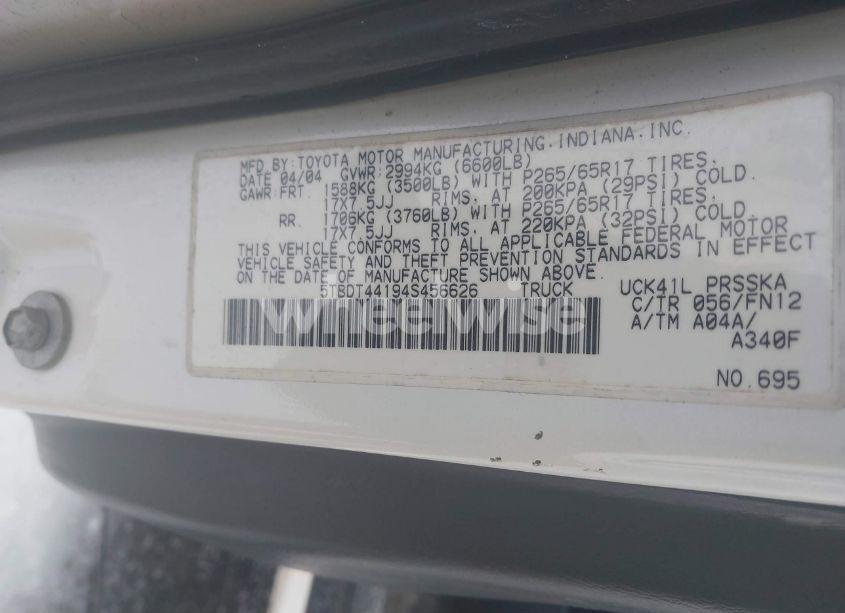 MFD BY:TOYOTA MOTOR MANUFACTURING.INDIANA.INC.
DATE 04/04 GVWR:2994KG (6600LB)
GAWR:FRT. 1588KG (3500LB) WITH P265/65R17 TIRES.
17X7.5JJ RIMS. AT 200KPA (29PSI) COLD.
RR. 1706KG (3760LB) WITH P265/65R17 TIRES.
17X7.5JJ RIMS. AT 220KPA (32PSI) COLD.
THIS VEHICLE CONFORMS TO ALL APPLICABLE FEDERAL MOTOR
VEHICLE SAFETY AND THEFT PREVENTION STANDARDS IN EFFECT
ON THE DATE OF MANUFACTURE SHOWN ABOVE.
5TBDT44194S456626 TRUCK UCK41L PRSSKA
C/TR 056/FN12
A/TM A04A/
A340F
NO.695
Wheelwise